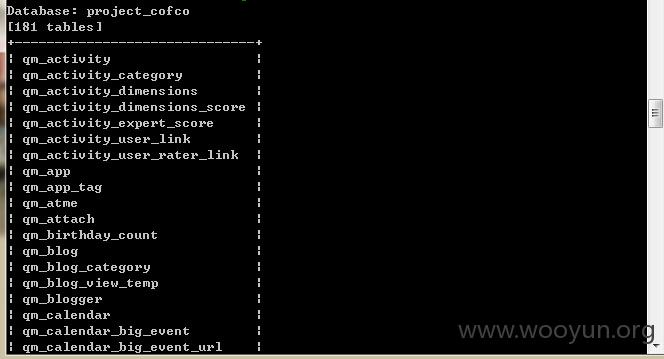 Database: project_cofco
[181 tables]
+-----------------------------+
| qm_activity |
| qm_activity_category |
| qm_activity_dimensions |
| qm_activity_dimensions_score |
| qm_activity_expert_score |
| qm_activity_user_link |
| qm_activity_user_rater_link |
| qm_app |
| qm_app_tag |
| qm_atme |
| qm_attach |
| qm_birthday_count |
| qm_blog |
| qm_blog_category |
| qm_blog_view_temp |
| qm_blogger |
| qm_calendar |
| qm_calendar_big_event |
| qm_calendar_big_event_url |
www.wooyun.org